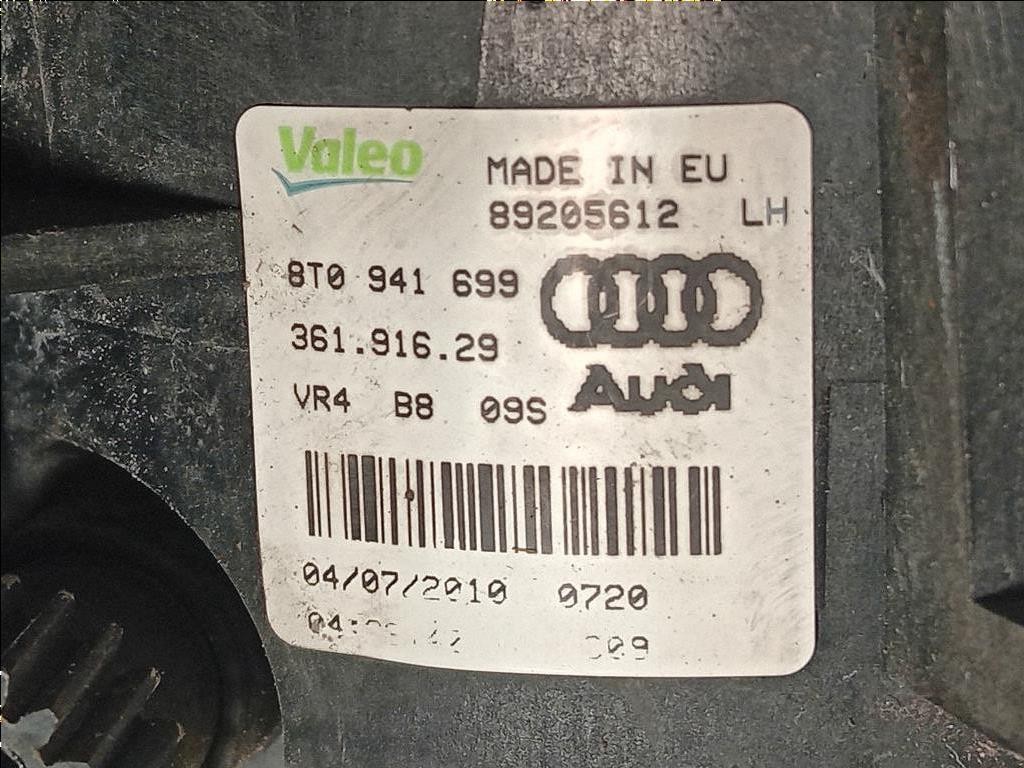 Valeo
MADE IN EU
89205612 LH
8T0 941 699
361.916.29
Audi
VR4 B8 09S
04/07/2010 0720